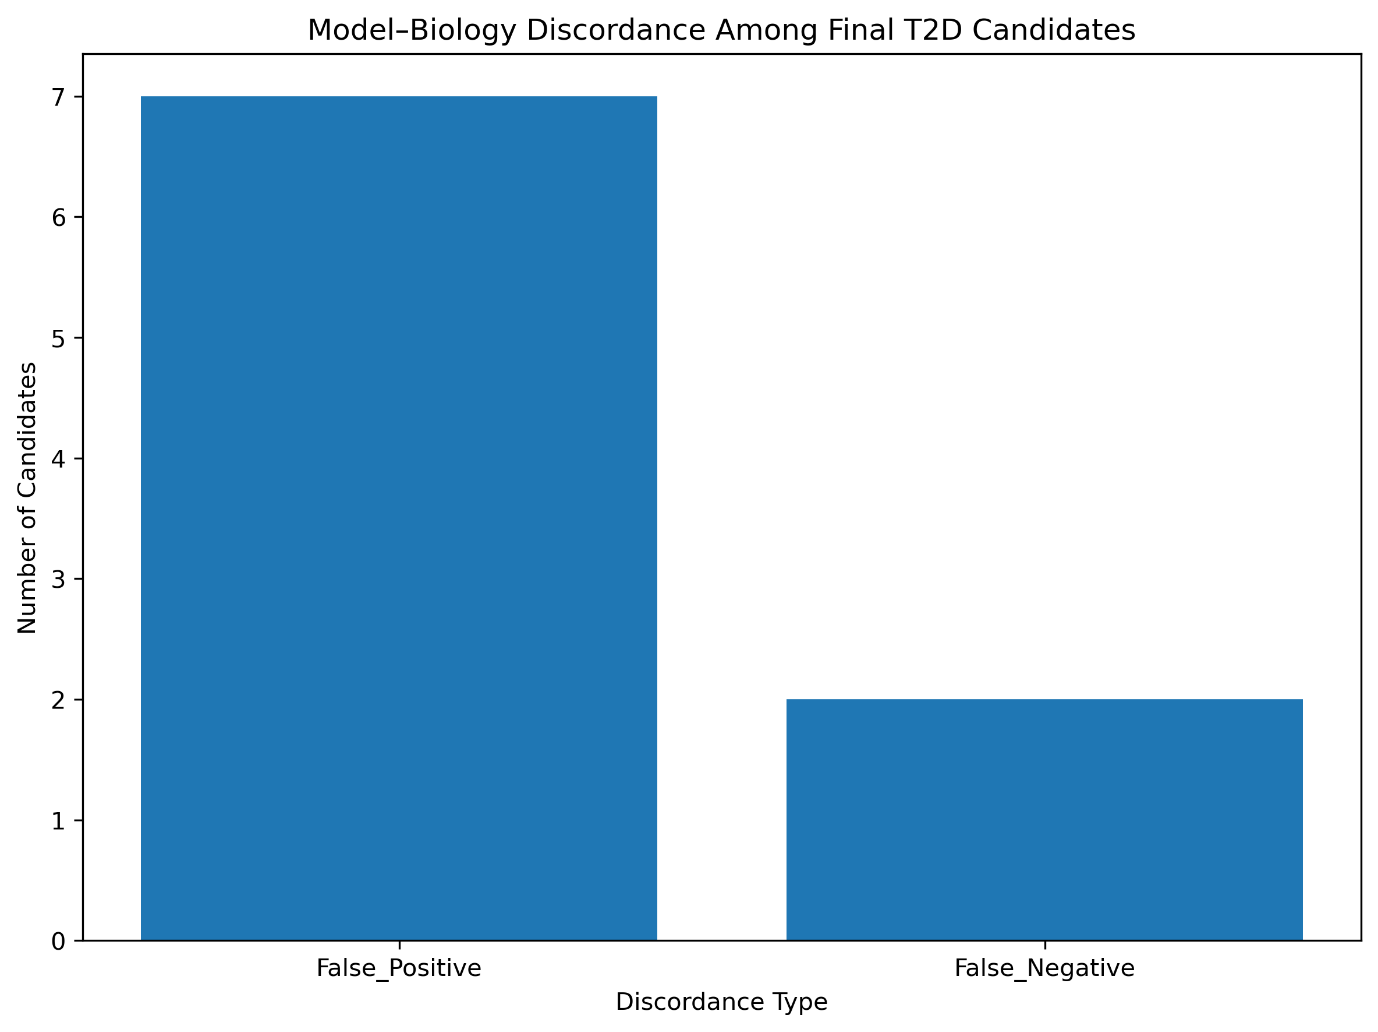 Model–Biology Discordance Among Final T2D Candidates
7
6
5
4
3
2
1
0
Number of Candidates
False_Positive
False_Negative
Discordance Type